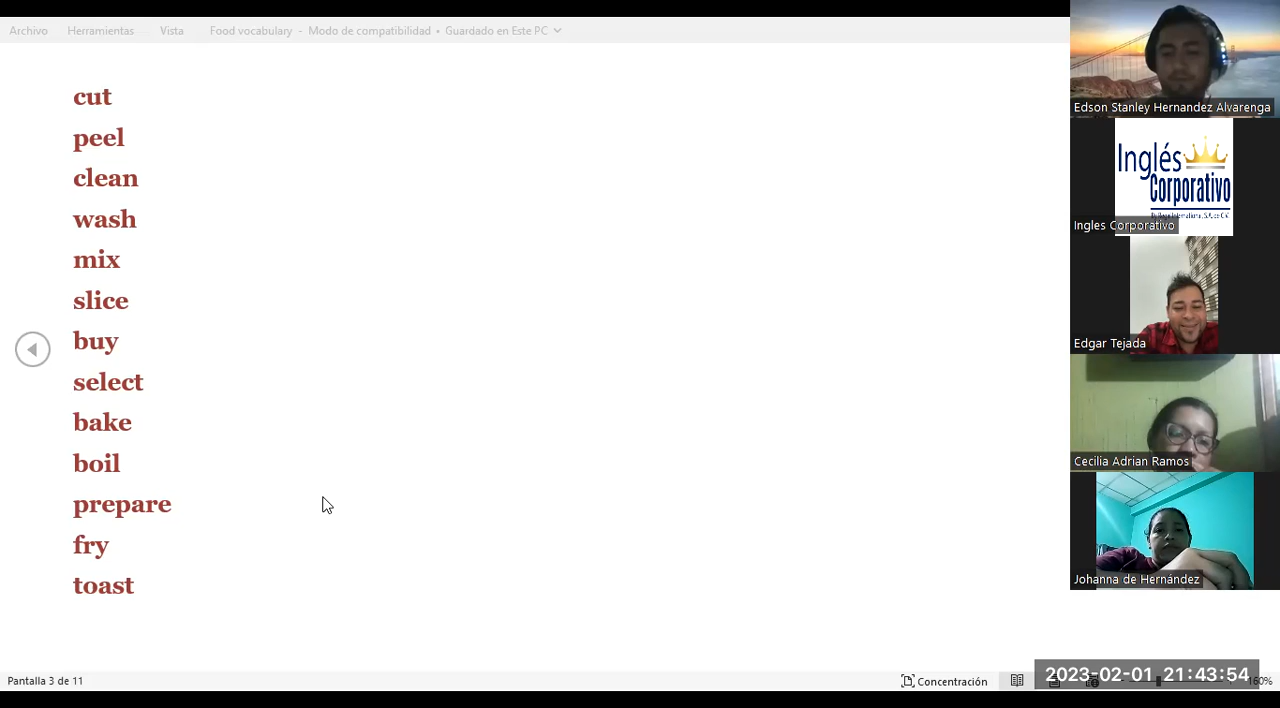 Archivo Herramientas Vista Food vocabulary - Modo de compatibilidad • Guardado en Este PC
cut
peel
clean
wash
mix
slice
buy
select
bake
boil
prepare
fry
toast
Edson Stanley Hernandez Alvarenga
Inglés
Corporativo
Ingles Corporativo
Edgar Tejada
Cecilia Adrian Ramos
Johanna de Hernández
Pantalla 3 de 11
Concentración
2023-02-01 21:43:54
160%